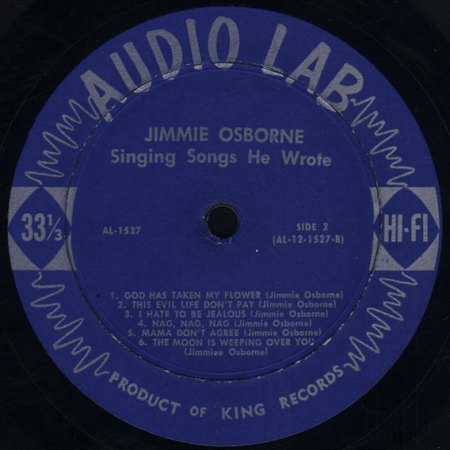 AUDIO LAB
JIMMIE OSBORNE
Singing Songs He Wrote
AL-1527
SIDE 2
(AL-12-1527-B)
33 1/3
HI-FI
1. GOD HAS TAKEN MY FLOWER (Jimmie Osborne)
2. THIS EVIL LIFE DON'T PAY (Jimmie Osborne)
3. I HATE TO BE JEALOUS (Jimmie Osborne)
4. NAG, NAG, NAG (Jimmie Osborne)
5. MAMA DON'T AGREE (Jimmie Osborne)
6. THE MOON IS WEEPING OVER YOU
(Jimmiee Osborne)
PRODUCT OF KING RECORDS